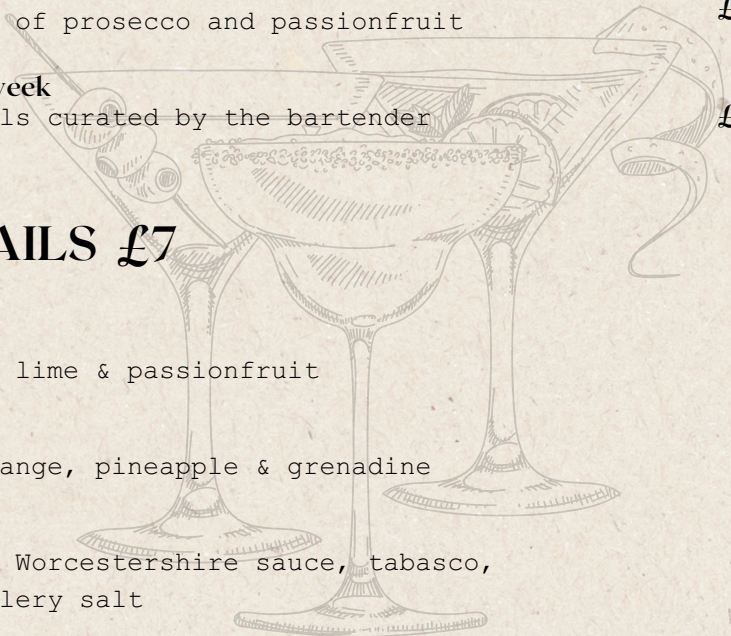 of prosecco and passionfruit
£
week
ls curated by the bartender
£
AILS £7
lime & passionfruit
ange, pineapple & grenadine
Worcestershire sauce, tabasco,
lery salt